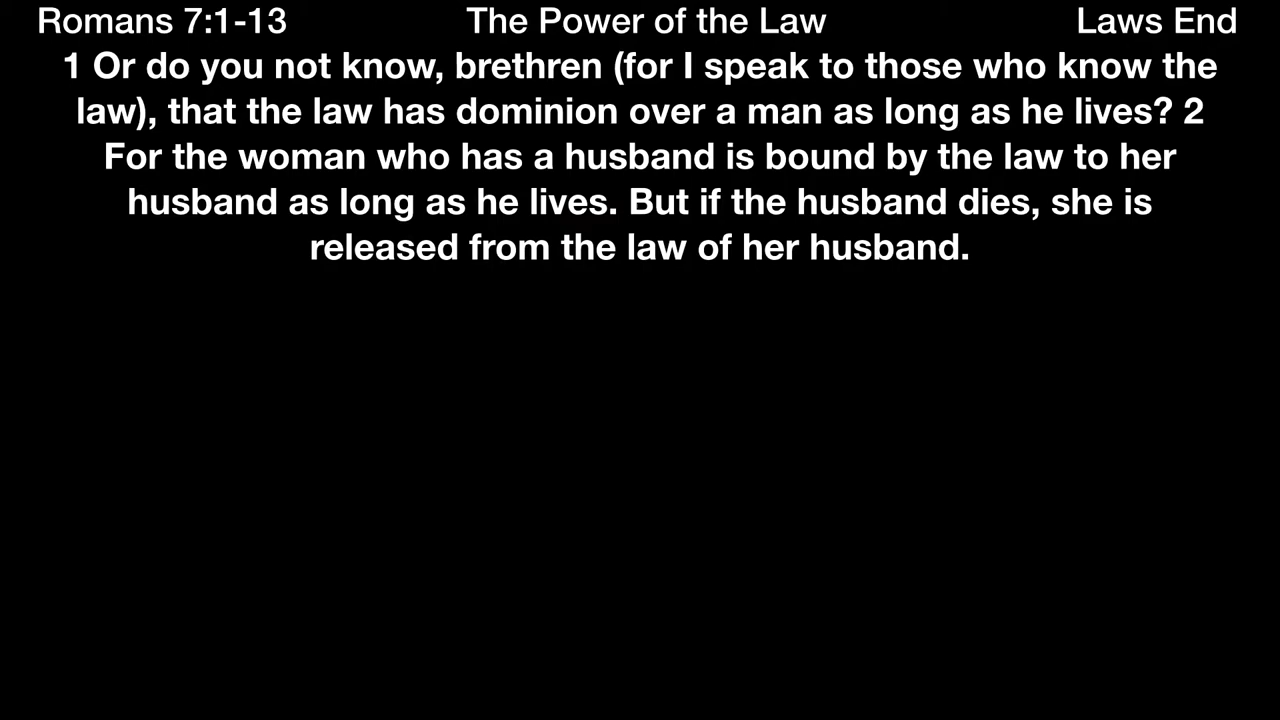 Romans 7:1-13 The Power of the Law Laws End
1 Or do you not know, brethren (for I speak to those who know the
law), that the law has dominion over a man as long as he lives? 2
For the woman who has a husband is bound by the law to her
husband as long as he lives. But if the husband dies, she is
released from the law of her husband.